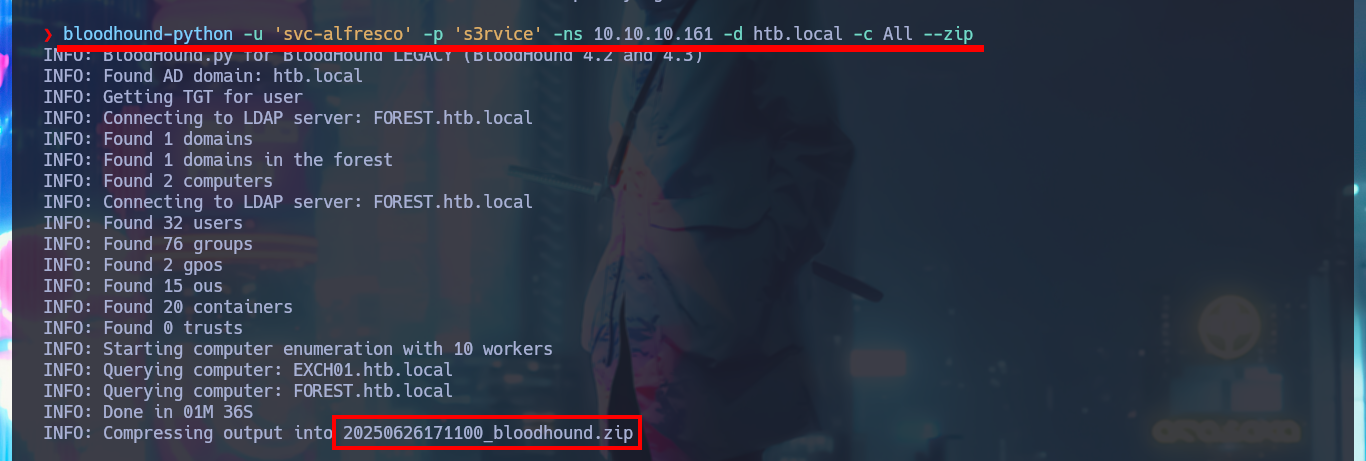 ❯ bloodhound-python -u 'svc-alfresco' -p 's3rvice' -ns 10.10.10.161 -d htb.local -c All --zip
INFO: BloodHound.py for BloodHound LEGACY (BloodHound 4.2 and 4.3)
INFO: Found AD domain: htb.local
INFO: Getting TGT for user
INFO: Connecting to LDAP server: FOREST.htb.local
INFO: Found 1 domains
INFO: Found 1 domains in the forest
INFO: Found 2 computers
INFO: Connecting to LDAP server: FOREST.htb.local
INFO: Found 32 users
INFO: Found 76 groups
INFO: Found 2 gpos
INFO: Found 15 ous
INFO: Found 20 containers
INFO: Found 0 trusts
INFO: Starting computer enumeration with 10 workers
INFO: Querying computer: EXCH01.htb.local
INFO: Querying computer: FOREST.htb.local
INFO: Done in 01M 36S
INFO: Compressing output into 20250626171100_bloodhound.zip